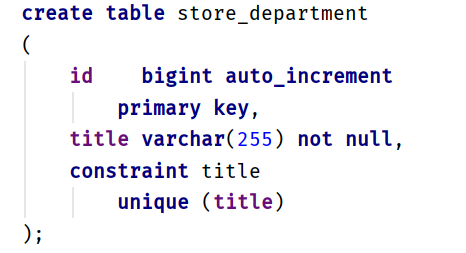 create table store_department
(
    id    bigint auto_increment
        primary key,
    title varchar(255) not null,
    constraint title
        unique (title)
);